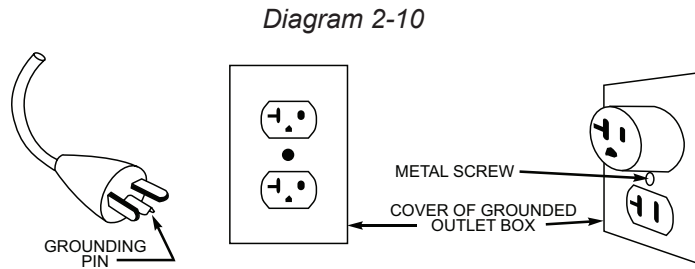 Diagram 2-10
METAL SCREW
COVER OF GROUNDED
OUTLET BOX
GROUNDING
PIN